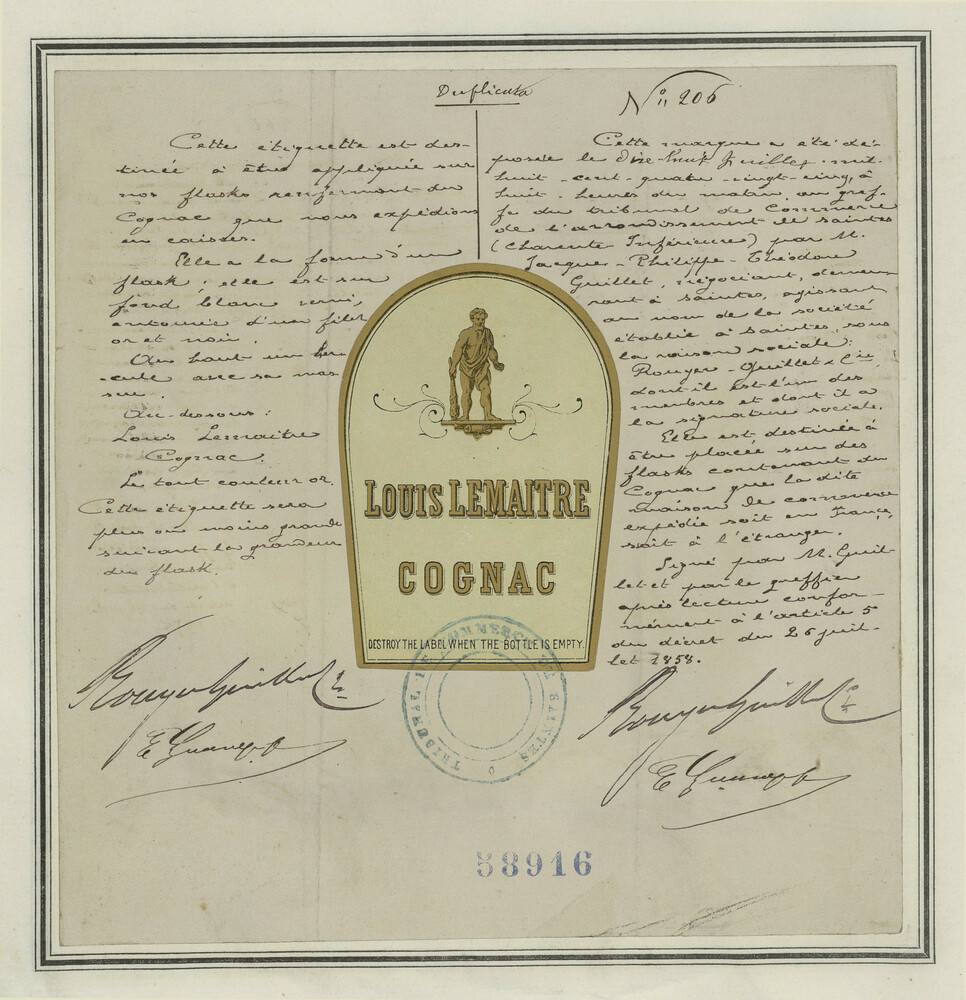 Duplicata
N° 206
Cette étiquette est des-
tinée à être appliquée sur
nos flasks renfermant du
Cognac que nous expédions
en caisses.
Elle a la forme d'un
flask; elle est sur
fond blanc verni,
entourée d'un filet
or et noir.
Au haut un her-
cule avec sa mas
sue.
Au-dessous:
Louis Lemaitre
Cognac.
Le tout couleur or.
Cette étiquette sera
plus ou moins grande
suivant la grandeur
du flask.
Rouyer Guillet & Cie
Cette marque a été dé-
posée le Dix-huit Juillet mil-
huit-cent-quatre-vingt-cinq, à
huit heures du matin au gref-
fe du tribunal de Commerce
de l'arrondissement de Saintes
(Charente Inférieure) par M.
Jacques-Philippe-Théodore
Guillet, négociant, demeu
rant à Saintes, agissant
au nom de la société
établie à Saintes, sous
la raison sociale:
Rouyer-Guillet & Cie
dont il est l'un des
membres et dont il a
la signature sociale.
Elle est destinée à
être placée sur des
flasks contenant du
Cognac que la dite
maison de commerce
expédie soit en France,
soit à l'étranger.
Signé par M. Guil-
let et par le greffier
après lecture confor-
mément à l'article 5
du décret du 26 juil-
let 1858.
Rouyer Guillet & Cie
LOUIS LEMAITRE
COGNAC
DESTROY THE LABEL WHEN THE BOTTLE IS EMPTY.
TRIBUNAL DE COMMERCE DE SAINTES
58916